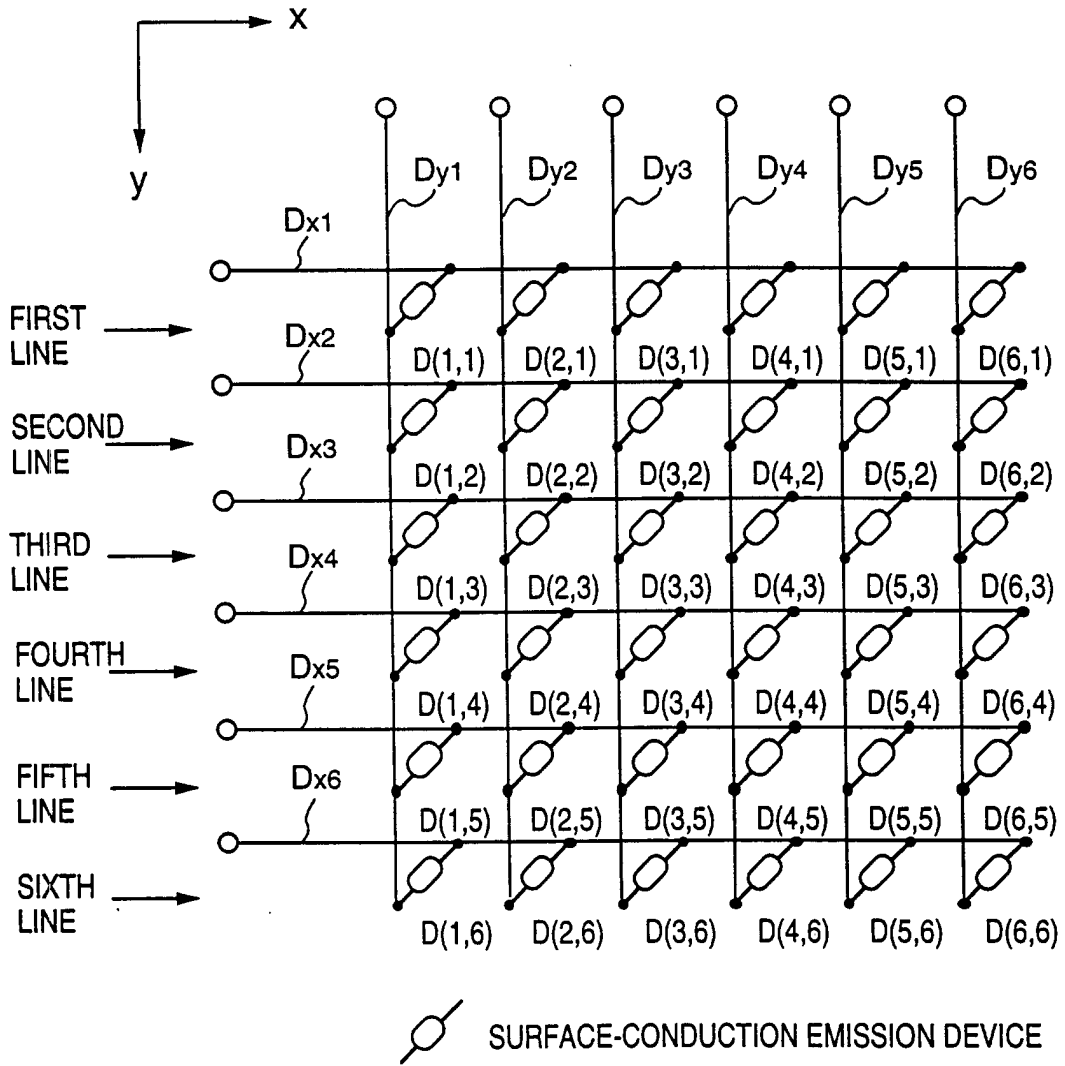 x
y
Dy1 Dy2 Dy3 Dy4 Dy5 Dy6
Dx1
FIRST
LINE
Dx2
D(1,1) D(2,1) D(3,1) D(4,1) D(5,1) D(6,1)
SECOND
LINE
Dx3
D(1,2) D(2,2) D(3,2) D(4,2) D(5,2) D(6,2)
THIRD
LINE
Dx4
D(1,3) D(2,3) D(3,3) D(4,3) D(5,3) D(6,3)
FOURTH
LINE
Dx5
D(1,4) D(2,4) D(3,4) D(4,4) D(5,4) D(6,4)
FIFTH
LINE
Dx6
D(1,5) D(2,5) D(3,5) D(4,5) D(5,5) D(6,5)
SIXTH
LINE
D(1,6) D(2,6) D(3,6) D(4,6) D(5,6) D(6,6)
SURFACE-CONDUCTION EMISSION DEVICE